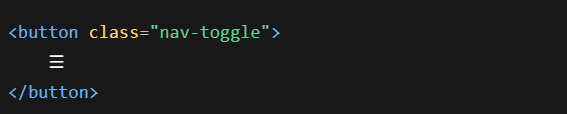 <button class="nav-toggle">
☰
</button>